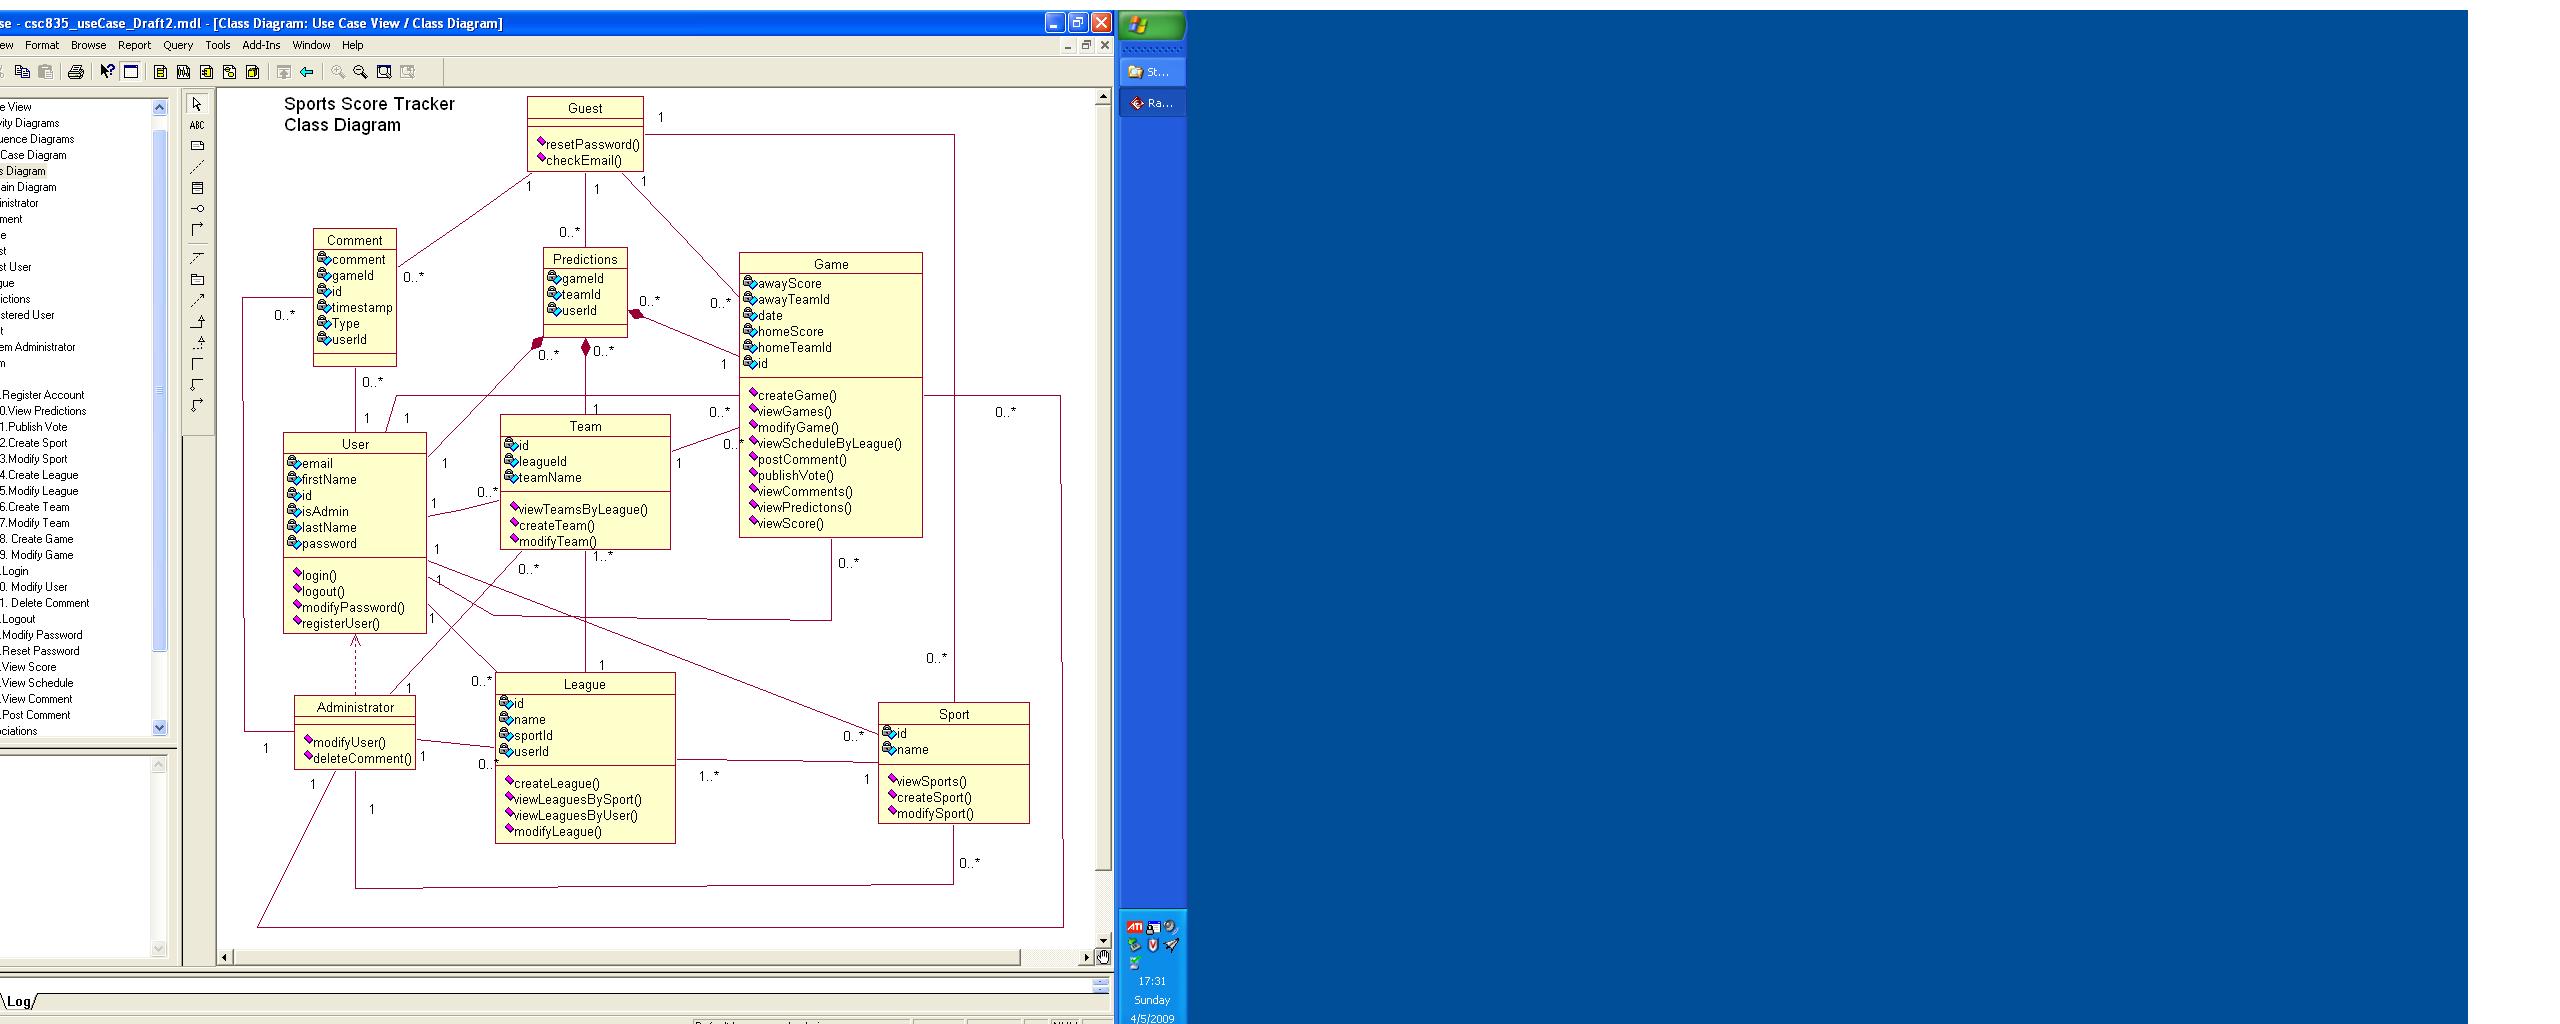 se - csc835_useCase_Draft2.mdl - [Class Diagram: Use Case View / Class Diagram]
ew Format Browse Report Query Tools Add-Ins Window Help
e View
vity Diagrams
uence Diagrams
Case Diagram
s Diagram
ain Diagram
inistrator
ment
e
st
st User
gue
ictions
stered User
t
em Administrator
m
.Register Account
0.View Predictions
1.Publish Vote
2.Create Sport
3.Modify Sport
4.Create League
5.Modify League
6.Create Team
7.Modify Team
8. Create Game
9. Modify Game
.Login
0. Modify User
1. Delete Comment
.Logout
.Modify Password
.Reset Password
.View Score
.View Schedule
.View Comment
.Post Comment
ociations
ABC
Sports Score Tracker
Class Diagram
Guest
resetPassword()
checkEmail()
1
1
1
1
0..*
0..*
0..*
Comment
comment
gameId
id
timestamp
Type
userId
0..*
0..*
Predictions
gameId
teamId
userId
0..*
0..*
0..*
Game
awayScore
awayTeamId
date
homeScore
homeTeamId
id
createGame()
viewGames()
modifyGame()
viewScheduleByLeague()
postComment()
publishVote()
viewComments()
viewPredictons()
viewScore()
1
0..*
0..*
0..*
0..*
User
email
firstName
id
isAdmin
lastName
password
login()
logout()
modifyPassword()
registerUser()
1
1
1
1
1
1
1
Team
id
leagueId
teamName
viewTeamsByLeague()
createTeam()
modifyTeam()
1
1
0..*
0..*
1..*
Administrator
modifyUser()
deleteComment()
1
1
1
1
1
League
id
name
sportId
userId
createLeague()
viewLeaguesBySport()
viewLeaguesByUser()
modifyLeague()
1
0..*
0..*
1..*
Sport
id
name
viewSports()
createSport()
modifySport()
0..*
0..*
1
0..*
Log
St...
Ra...
ATI
17:31
Sunday
4/5/2009